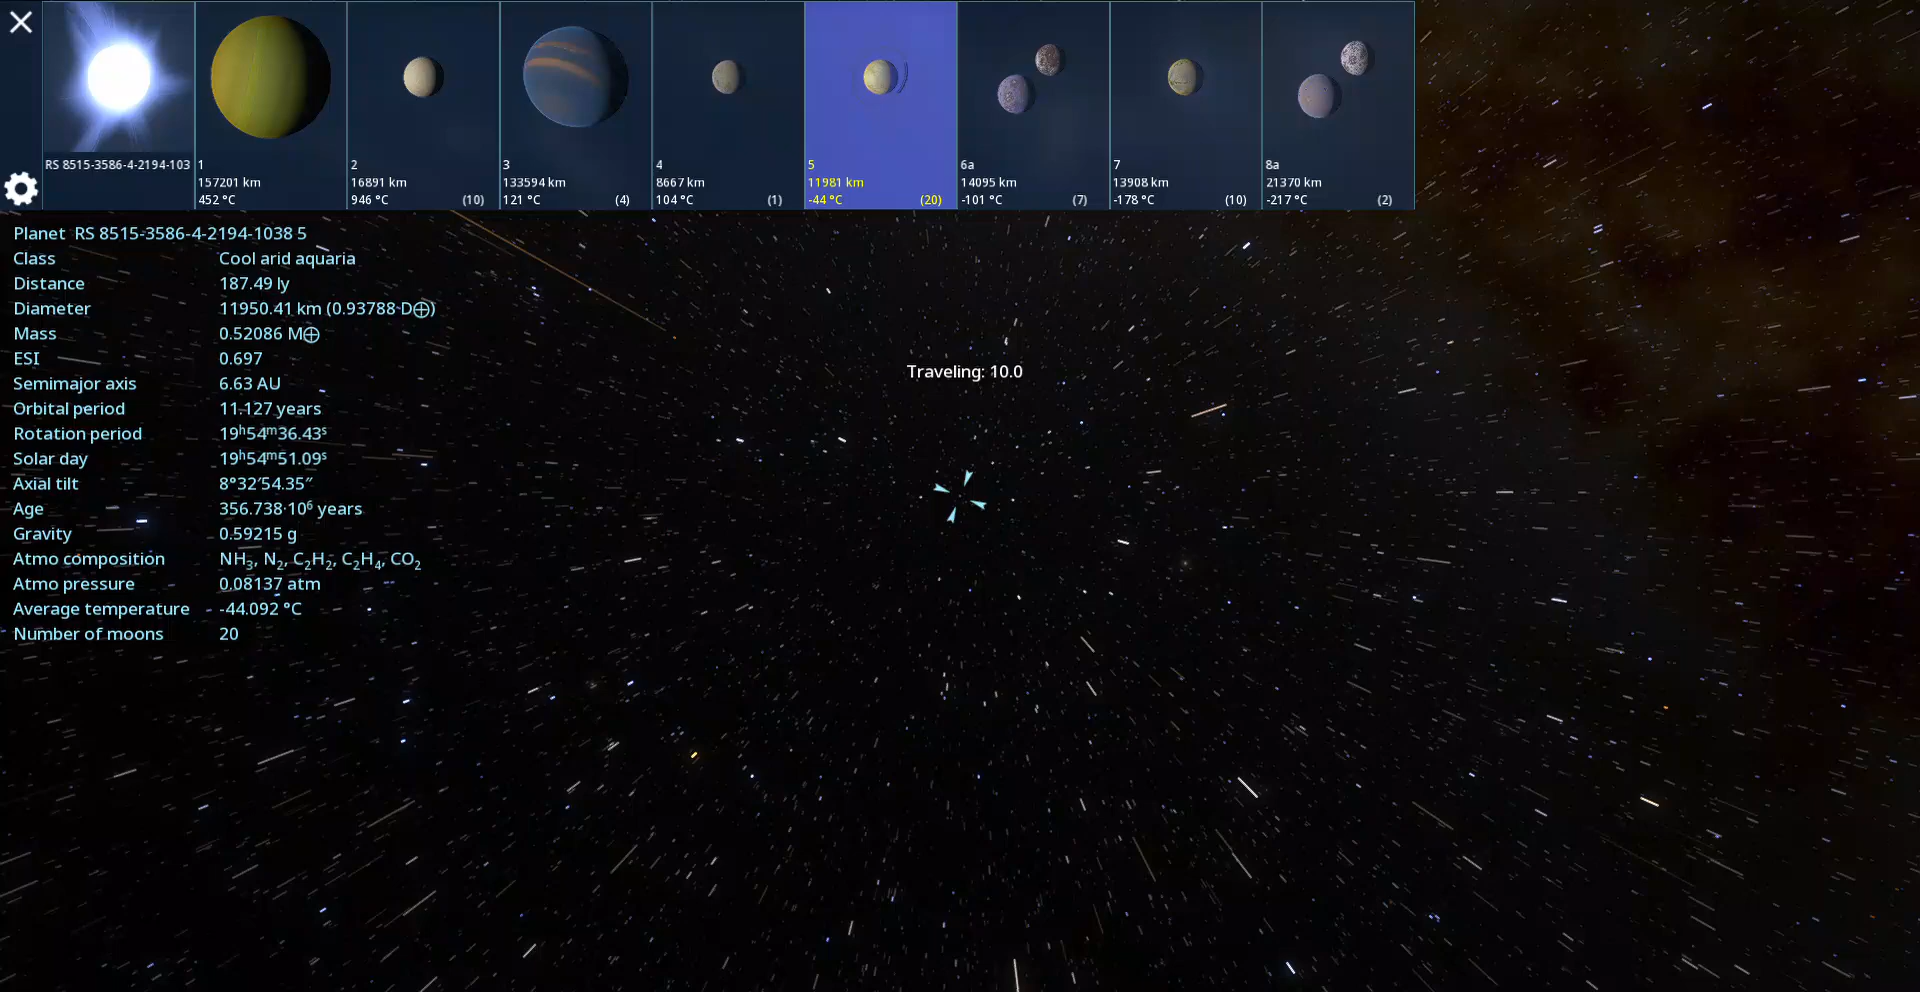 RS 8515-3586-4-2194-103
1
157201 km
452 °C
2
16891 km
946 °C (10)
3
133594 km
121 °C (4)
4
8667 km
104 °C (1)
5
11981 km
-44 °C (20)
6a
14095 km
-101 °C (7)
7
13908 km
-178 °C (10)
8a
21370 km
-217 °C (2)
Planet RS 8515-3586-4-2194-1038 5
Class Cool arid aquaria
Distance 187.49 ly
Diameter 11950.41 km (0.93788·D⊕)
Mass 0.52086 M⊕
ESI 0.697
Semimajor axis 6.63 AU
Orbital period 11.127 years
Rotation period 19ʰ54ᵐ36.43ˢ
Solar day 19ʰ54ᵐ51.09ˢ
Axial tilt 8°32′54.35″
Age 356.738·10⁶ years
Gravity 0.59215 g
Atmo composition NH₃, N₂, C₂H₂, C₂H₄, CO₂
Atmo pressure 0.08137 atm
Average temperature -44.092 °C
Number of moons 20
Traveling: 10.0